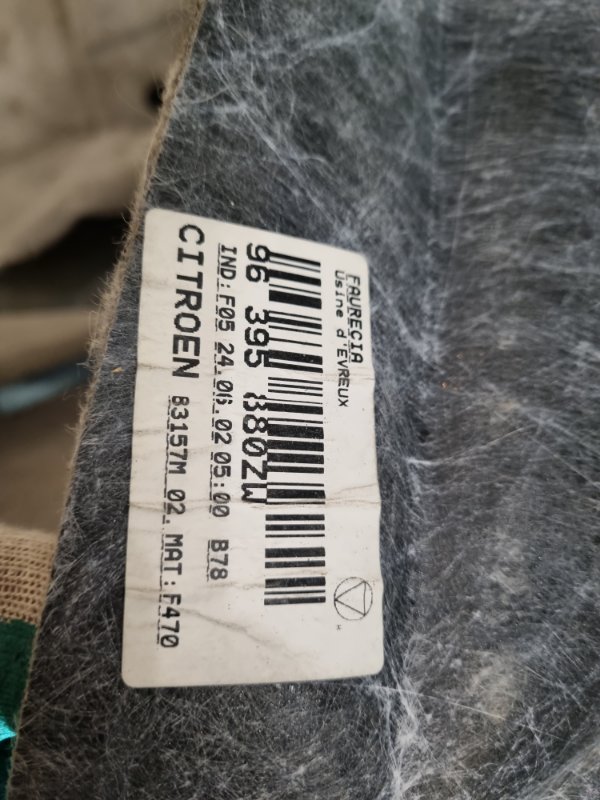 FAURECIA
Usine d'EVREUX
96 395 880ZW
IND: F05 24.06.02 05:00 B78
CITROEN 83157M 02. MAT: F470